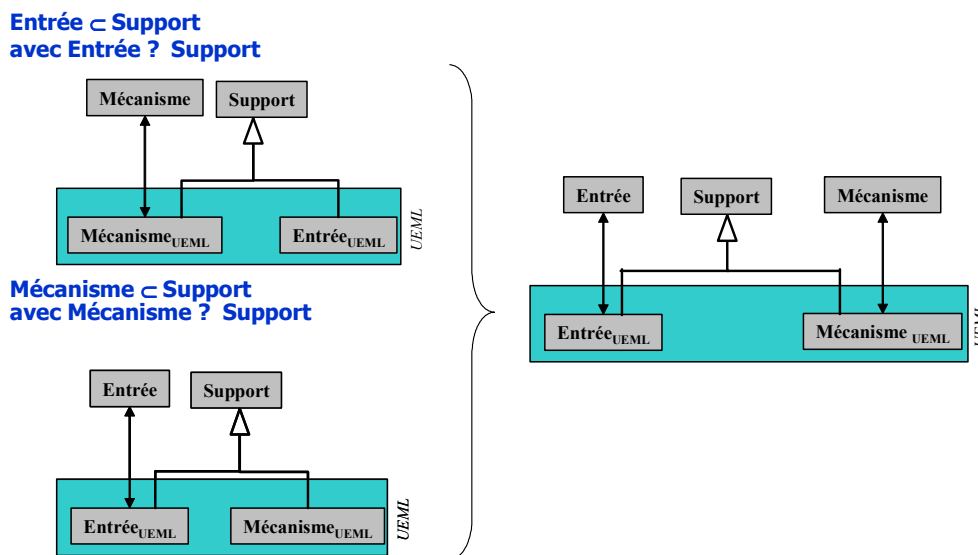 Entrée ⊂ Support
avec Entrée ? Support
Mécanisme
Support
Mécanisme UEML
Entrée UEML
UEML
Mécanisme ⊂ Support
avec Mécanisme ? Support
Entrée
Support
Entrée UEML
Mécanisme UEML
UEML
Entrée
Support
Mécanisme
Entrée UEML
Mécanisme UEML
UEML